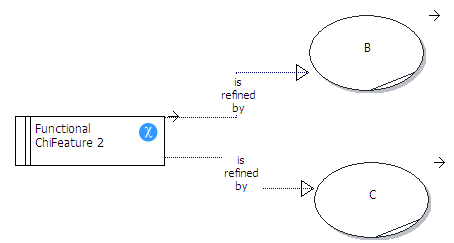 B
is
refined
by
Functional
ChiFeature 2
χ
is
refined
by
C